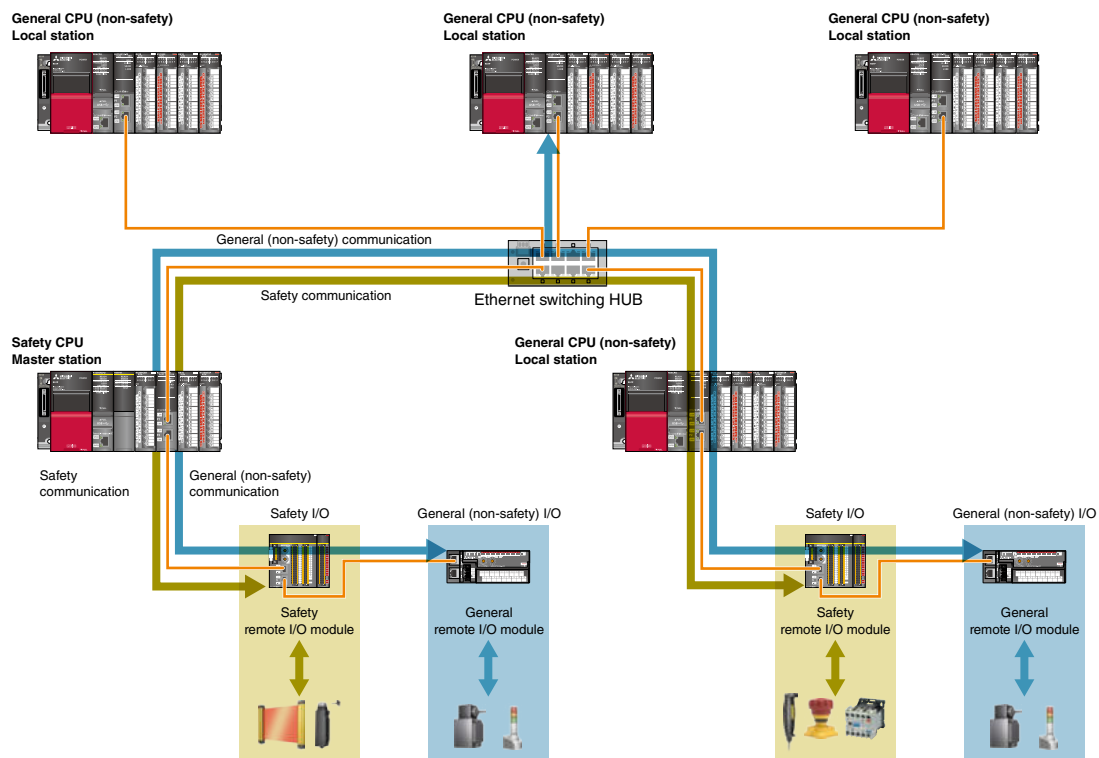 General CPU (non-safety)
Local station
General CPU (non-safety)
Local station
General CPU (non-safety)
Local station
General (non-safety) communication
Safety communication
Ethernet switching HUB
Safety CPU
Master station
General CPU (non-safety)
Local station
Safety
communication
General (non-safety)
communication
Safety I/O
General (non-safety) I/O
Safety I/O
General (non-safety) I/O
Safety
remote I/O module
General
remote I/O module
Safety
remote I/O module
General
remote I/O module